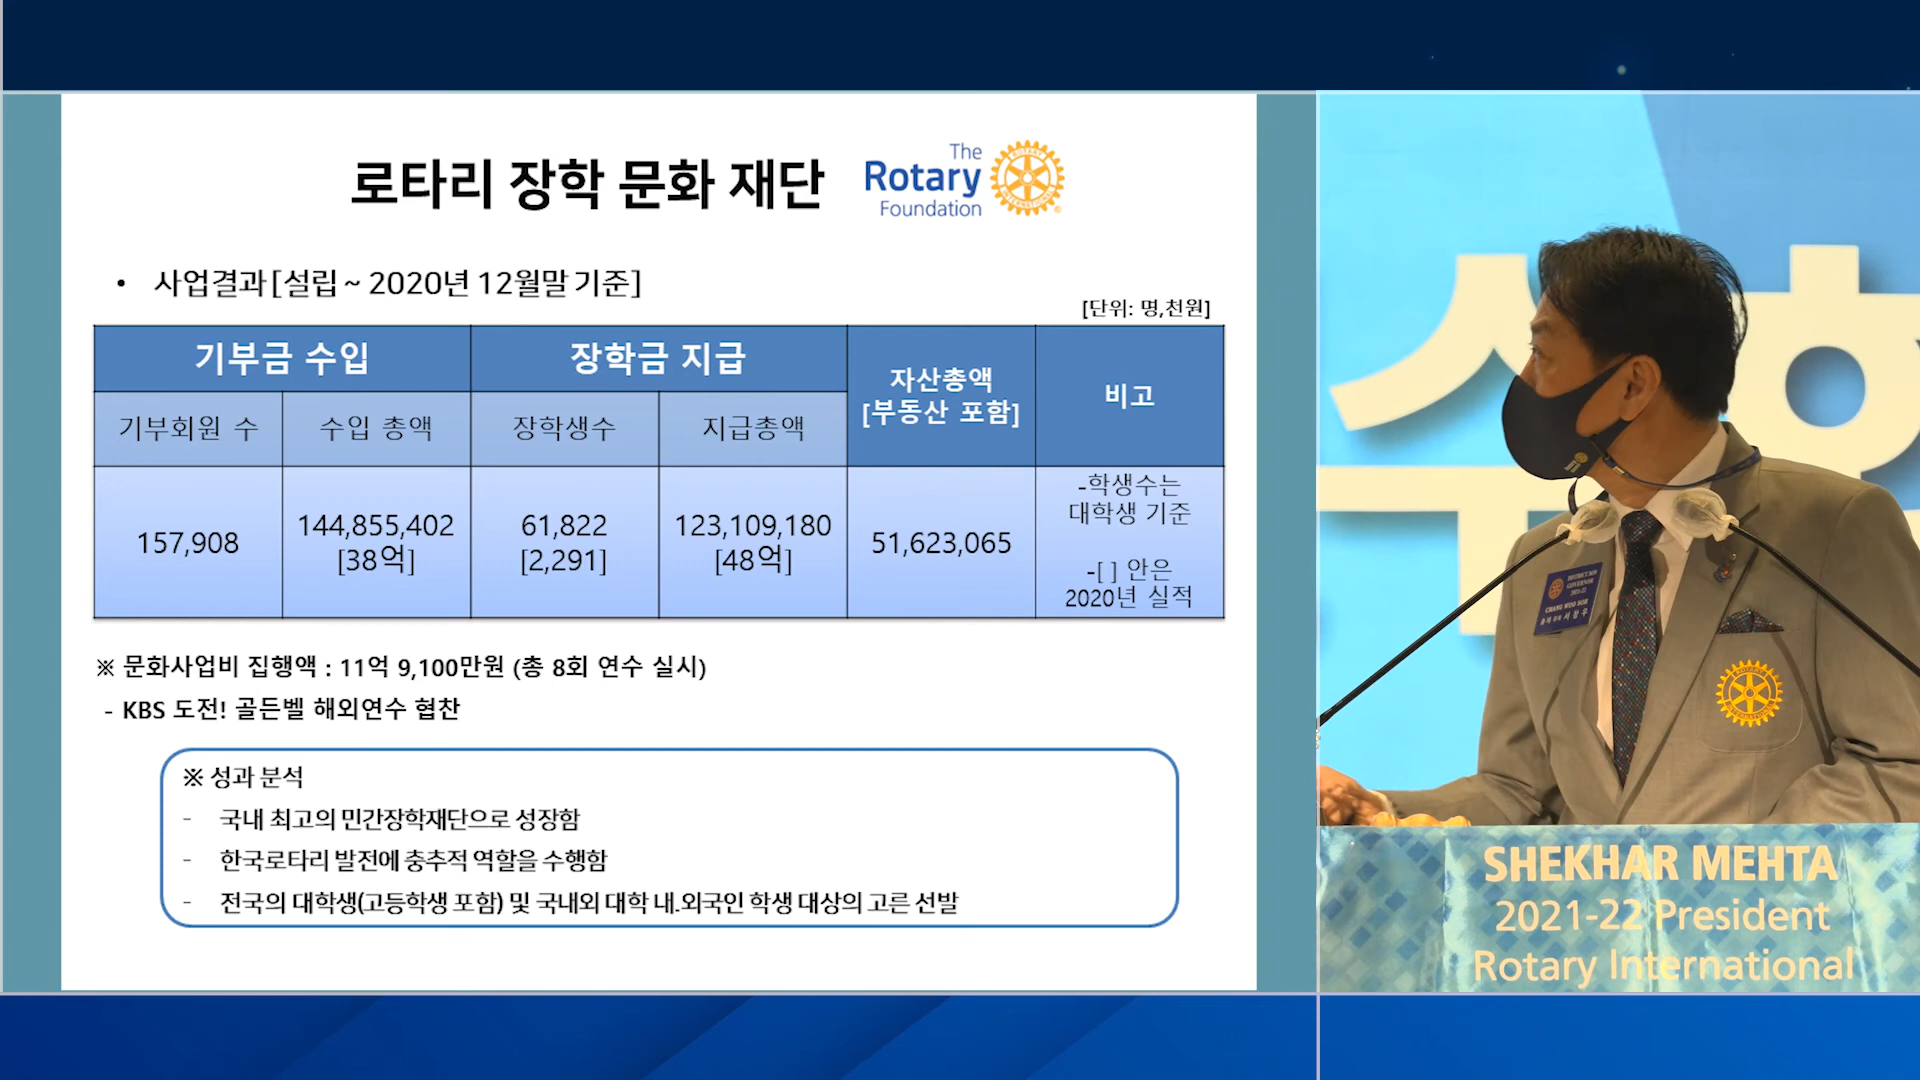 로타리 장학 문화 재단
The
Rotary
Foundation
• 사업결과[설립 ~ 2020년 12월말 기준]
[단위: 명,천원]
기부금 수입
장학금 지급
자산총액
[부동산 포함]
비고
기부회원 수
수입 총액
장학생수
지급총액
157,908
144,855,402
[38억]
61,822
[2,291]
123,109,180
[48억]
51,623,065
-학생수는
대학생 기준
-[ ] 안은
2020년 실적
※ 문화사업비 집행액 : 11억 9,100만원 (총 8회 연수 실시)
- KBS 도전! 골든벨 해외연수 협찬
※ 성과 분석
- 국내 최고의 민간장학재단으로 성장함
- 한국로타리 발전에 충추적 역할을 수행함
- 전국의 대학생(고등학생 포함) 및 국내외 대학 내.외국인 학생 대상의 고른 선발
GOVERNOR
2021-22
CHANG WOO SUH
총재 서창우
SHEKHAR MEHTA
2021-22 President
Rotary International